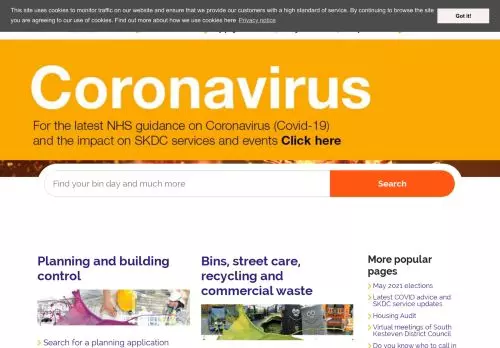 This site uses cookies to monitor traffic on our website and ensure that we provide our customers with a high standard of service. By continuing to browse the site
you are agreeing to our use of cookies. Find out more about how we use cookies here Privacy notice
Got it!
Coronavirus
For the latest NHS guidance on Coronavirus (Covid-19)
and the impact on SKDC services and events Click here
Find your bin day and much more
Search
Planning and building
control
Search for a planning application
Bins, street care,
recycling and
commercial waste
More popular
pages
May 2021 elections
Latest COVID advice and
SKDC service updates
Housing Audit
Virtual meetings of South
Kesteven District Council
Do you know who to call in